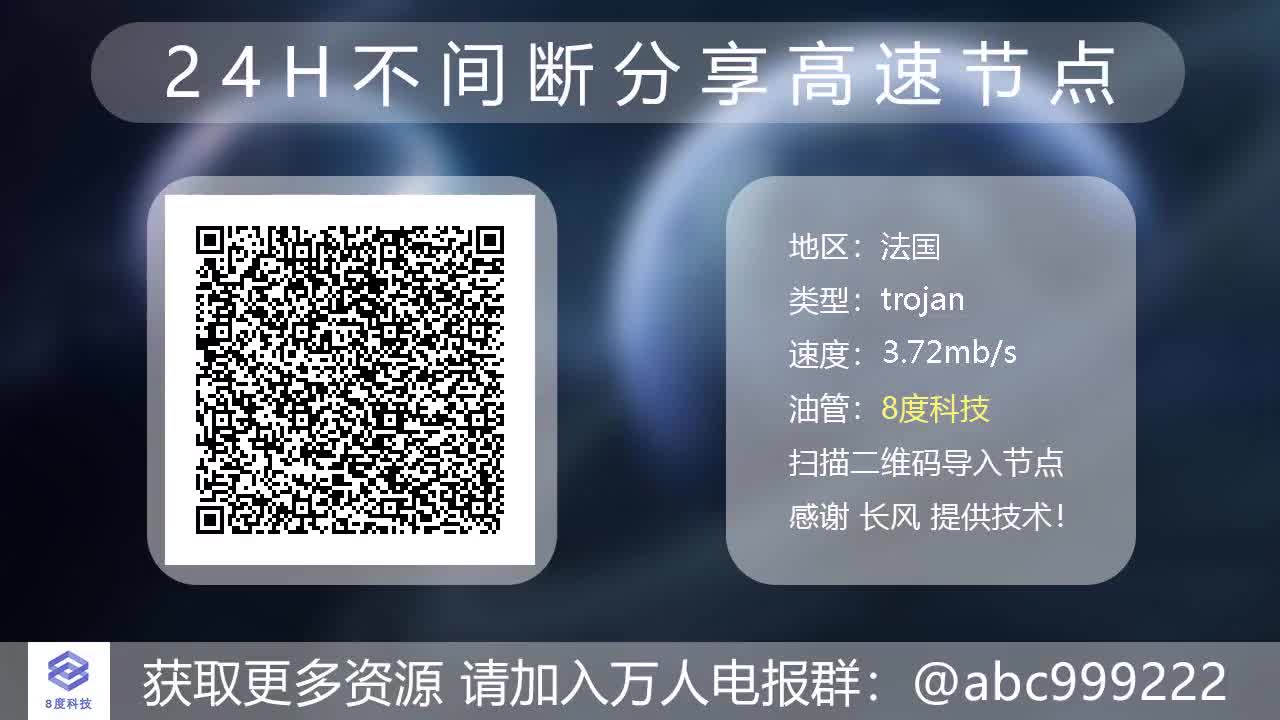 24H不间断分享高速节点
地区：法国
类型：trojan
速度：3.72mb/s
油管：8度科技
扫描二维码导入节点
感谢 长风 提供技术！
8度科技
获取更多资源 请加入万人电报群：@abc999222